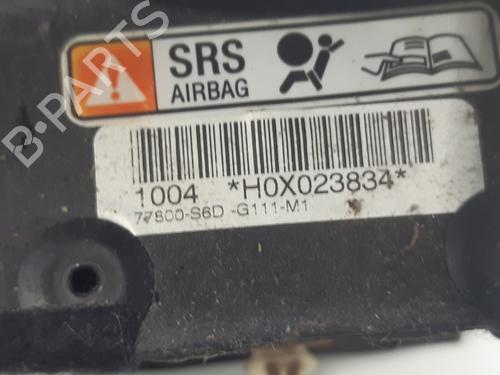 SRS
AIRBAG
1004 *H0X023834*
77800-S6D -G111-M1
B-PARTS